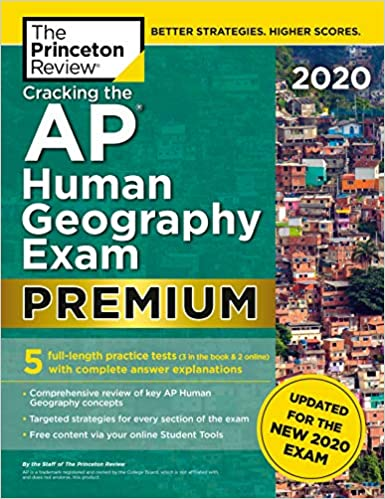 The
Princeton
Review®
BETTER STRATEGIES. HIGHER SCORES.
2020
Cracking the
AP®
Human
Geography
Exam
PREMIUM
5 full-length practice tests (3 in the book & 2 online)
with complete answer explanations
• Comprehensive review of key AP Human
Geography concepts
• Targeted strategies for every section of the exam
• Free content via your online Student Tools
UPDATED
FOR THE
NEW 2020
EXAM
By the Staff of The Princeton Review
AP is a trademark registered and owned by the College Board, which is not affiliated with,
and does not endorse, this product.